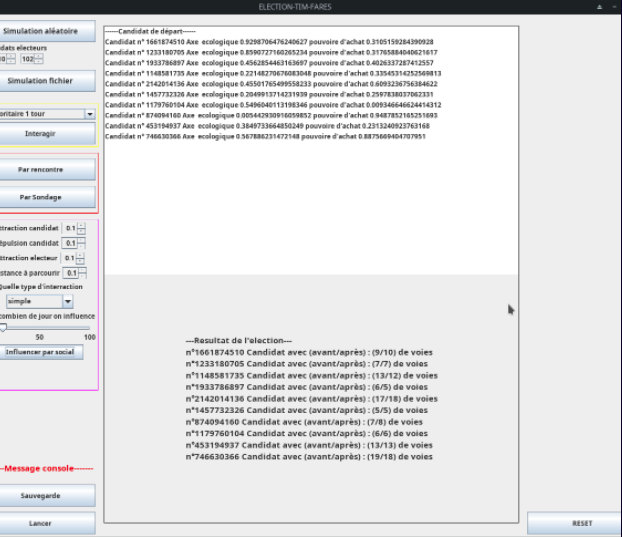 ELECTION-TIM-FARES
Simulation aléatoire
dats electeurs
102
Simulation fichier
oritaire 1 tour
Interagir
Par rencontre
Par Sondage
ttraction candidat 0.1
épulsion candidat 0.1
ttraction electeur 0.1
stance à parcourir 0.1
Quelle type d'interraction
simple
combien de jour on influence
50 100
Influencer par social
--Message console-------
Sauvegarde
Lancer
------Candidat de départ-----
Candidat n° 1661874510 Axe ecologique 0.9298706476240627 pouvoire d'achat 0.3105159284390928
Candidat n° 1233180705 Axe ecologique 0.8590727160265234 pouvoire d'achat 0.31765884040621617
Candidat n° 1933786897 Axe ecologique 0.4562854463163697 pouvoire d'achat 0.4026337287412557
Candidat n° 1148581735 Axe ecologique 0.22148270676083048 pouvoire d'achat 0.33545314252569813
Candidat n° 2142014136 Axe ecologique 0.45501765499558233 pouvoire d'achat 0.6093236756384622
Candidat n° 1457732326 Axe ecologique 0.2049913714231939 pouvoire d'achat 0.2597838037062331
Candidat n° 1179760104 Axe ecologique 0.5496040113198346 pouvoire d'achat 0.009346646624414312
Candidat n° 874094160 Axe ecologique 0.005442930916059852 pouvoire d'achat 0.9487852165251693
Candidat n° 453194937 Axe ecologique 0.3849733664850249 pouvoire d'achat 0.2313240923763168
Candidat n° 746630366 Axe ecologique 0.567886231472148 pouvoire d'achat 0.8875669404707951
---Resultat de l'election---
n°1661874510 Candidat avec (avant/après) : (9/10) de voies
n°1233180705 Candidat avec (avant/après) : (7/7) de voies
n°1148581735 Candidat avec (avant/après) : (13/12) de voies
n°1933786897 Candidat avec (avant/après) : (6/5) de voies
n°2142014136 Candidat avec (avant/après) : (17/18) de voies
n°1457732326 Candidat avec (avant/après) : (5/5) de voies
n°874094160 Candidat avec (avant/après) : (7/8) de voies
n°1179760104 Candidat avec (avant/après) : (6/6) de voies
n°453194937 Candidat avec (avant/après) : (13/13) de voies
n°746630366 Candidat avec (avant/après) : (19/18) de voies
RESET